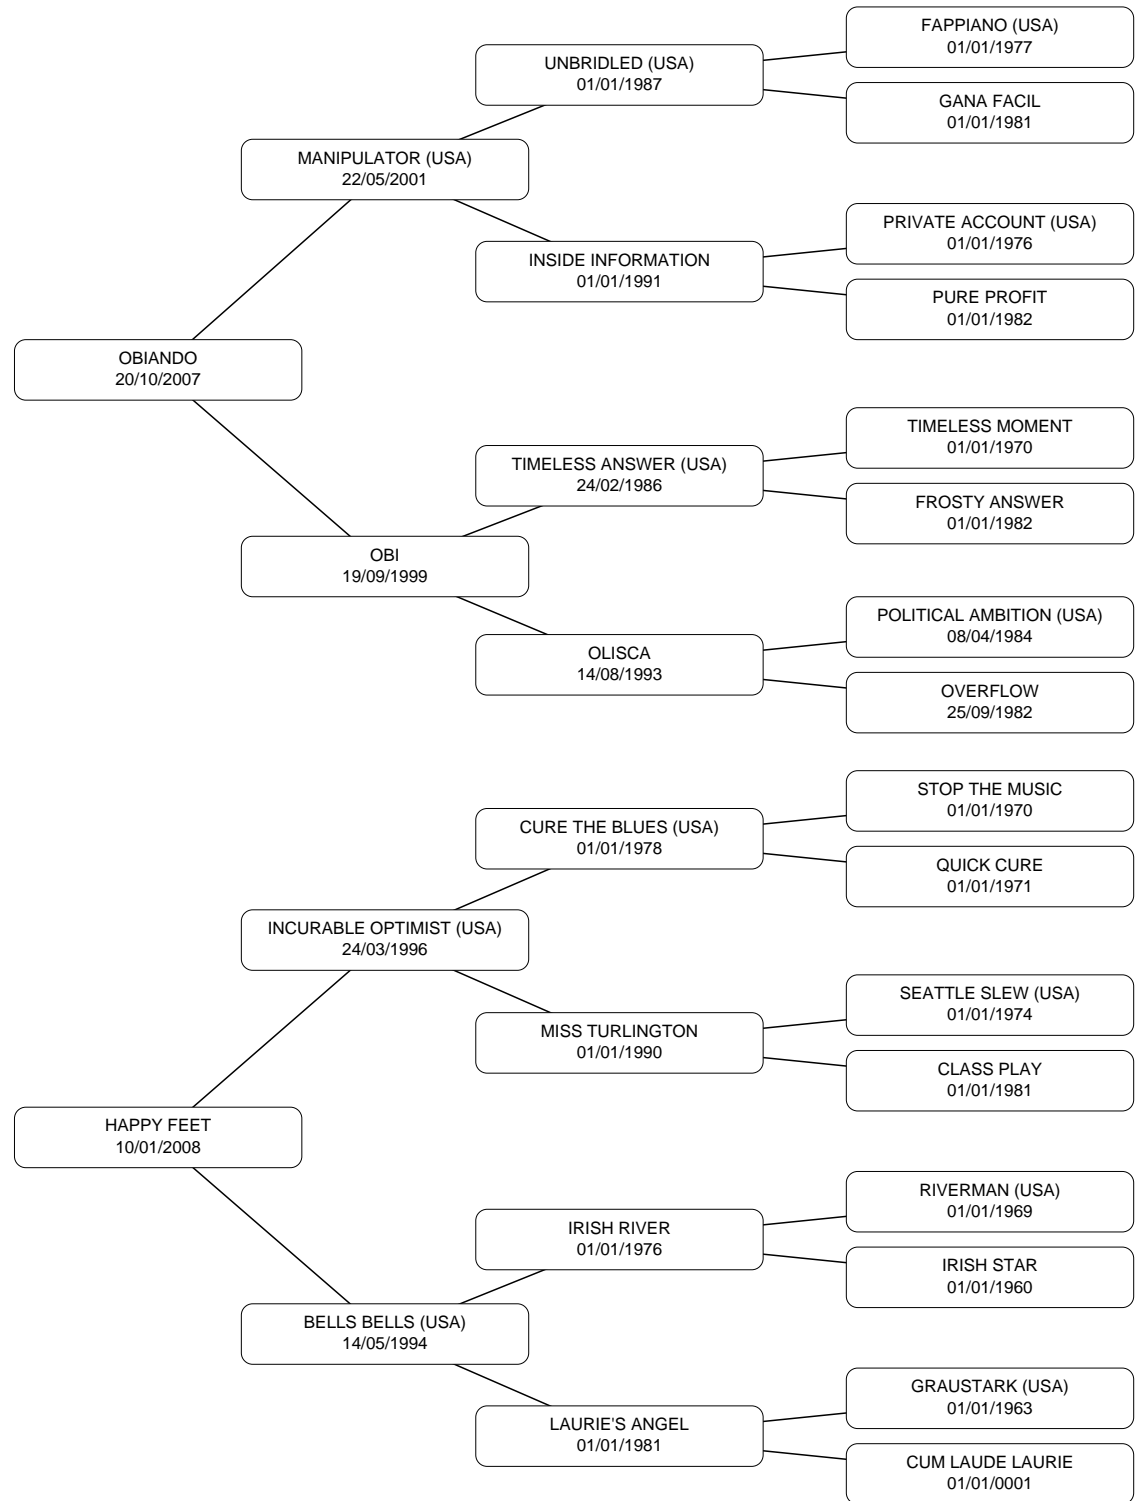 FAPPIANO (USA)
01/01/1977
UNBRIDLED (USA)
01/01/1987
GANA FACIL
01/01/1981
MANIPULATOR (USA)
22/05/2001
PRIVATE ACCOUNT (USA)
01/01/1976
INSIDE INFORMATION
01/01/1991
PURE PROFIT
01/01/1982
OBIANDO
20/10/2007
TIMELESS MOMENT
01/01/1970
TIMELESS ANSWER (USA)
24/02/1986
FROSTY ANSWER
01/01/1982
OBI
19/09/1999
POLITICAL AMBITION (USA)
08/04/1984
OLISCA
14/08/1993
OVERFLOW
25/09/1982
STOP THE MUSIC
01/01/1970
CURE THE BLUES (USA)
01/01/1978
QUICK CURE
01/01/1971
INCURABLE OPTIMIST (USA)
24/03/1996
SEATTLE SLEW (USA)
01/01/1974
MISS TURLINGTON
01/01/1990
CLASS PLAY
01/01/1981
HAPPY FEET
10/01/2008
RIVERMAN (USA)
01/01/1969
IRISH RIVER
01/01/1976
IRISH STAR
01/01/1960
BELLS BELLS (USA)
14/05/1994
GRAUSTARK (USA)
01/01/1963
LAURIE'S ANGEL
01/01/1981
CUM LAUDE LAURIE
01/01/0001